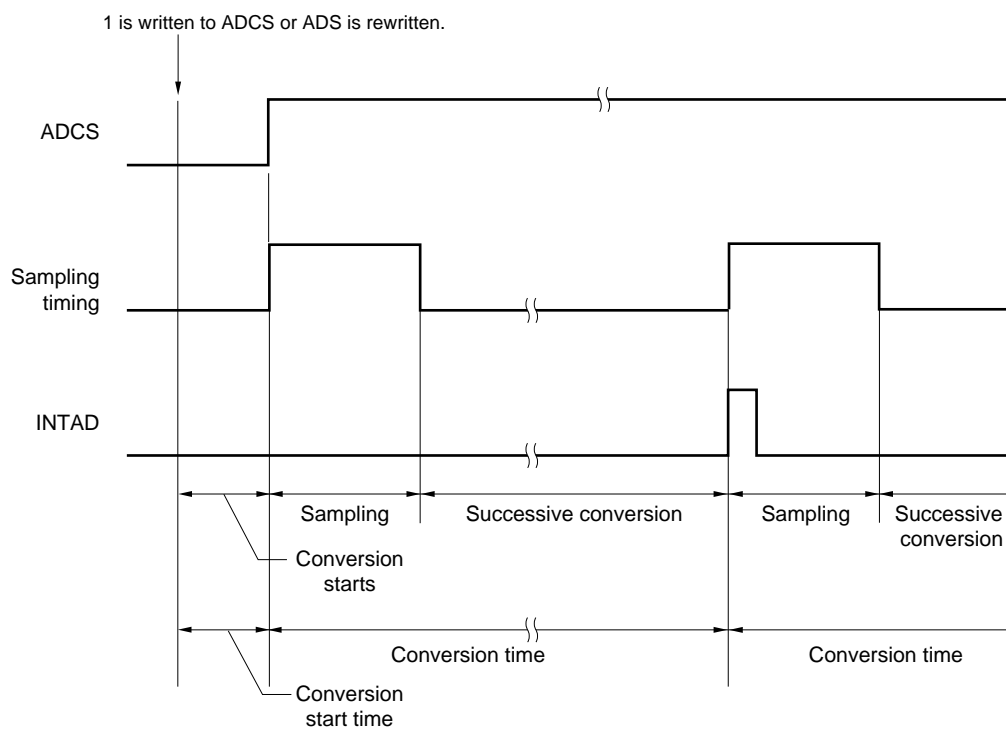 1 is written to ADCS or ADS is rewritten.
ADCS
Sampling
timing
INTAD
Sampling
Successive conversion
Sampling
Successive
conversion
Conversion
starts
Conversion time
Conversion time
Conversion
start time